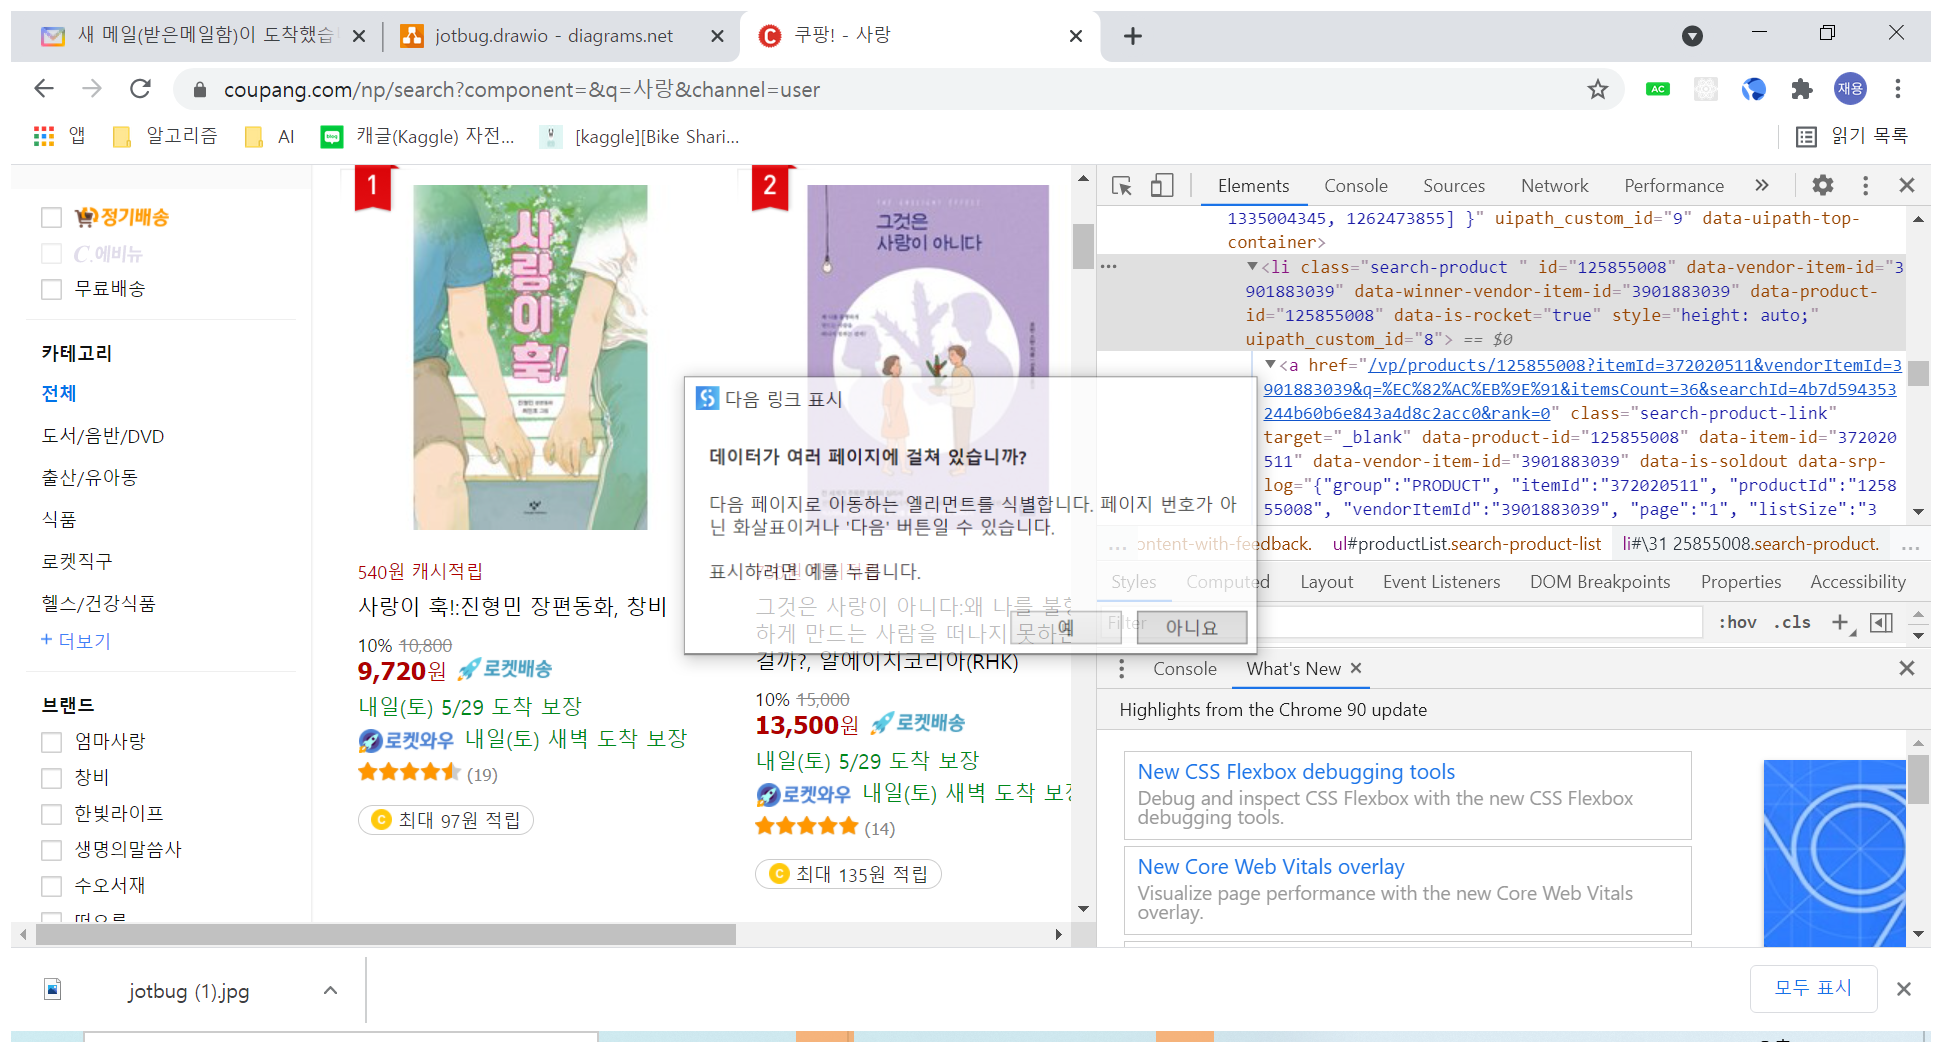 새 메일(받은메일함)이 도착했습
jotbug.drawio - diagrams.net
쿠팡! - 사랑
coupang.com/np/search?component=&q=사랑&channel=user
AC
재용
앱
알고리즘
AI
blog
캐글(Kaggle) 자전...
[kaggle][Bike Shari...
읽기 목록
정기배송
C.에비뉴
무료배송
카테고리
전체
도서/음반/DVD
출산/유아동
식품
로켓직구
헬스/건강식품
+ 더보기
브랜드
엄마사랑
창비
한빛라이프
생명의말씀사
수오서재
떠오름
1
사랑이 훅!
540원 캐시적립
사랑이 훅!:진형민 장편동화, 창비
10% 10,800
9,720원 로켓배송
내일(토) 5/29 도착 보장
로켓와우 내일(토) 새벽 도착 보장
(19)
최대 97원 적립
2
그것은
사랑이 아니다
그것은 사랑이 아니다:왜 나를 불행
하게 만드는 사람을 떠나지 못하는
걸까?, 알에이치코리아(RHK)
10% 15,000
13,500원 로켓배송
내일(토) 5/29 도착 보장
로켓와우 내일(토) 새벽 도착 보장
(14)
최대 135원 적립
다음 링크 표시
데이터가 여러 페이지에 걸쳐 있습니까?
다음 페이지로 이동하는 엘리먼트를 식별합니다. 페이지 번호가 아
닌 화살표이거나 '다음' 버튼일 수 있습니다.
표시하려면 예를 누릅니다.
예
아니요
Elements
Console
Sources
Network
Performance
1335004345, 1262473855] }" uipath_custom_id="9" data-uipath-top-
container>
<li class="search-product " id="125855008" data-vendor-item-id="3
901883039" data-winner-vendor-item-id="3901883039" data-product-
id="125855008" data-is-rocket="true" style="height: auto;"
uipath_custom_id="8"> == $0
<a href="/vp/products/125855008?itemId=372020511&vendorItemId=3
901883039&q=%EC%82%AC%EB%9E%91&itemsCount=36&searchId=4b7d594353
244b60b6e843a4d8c2acc0&rank=0" class="search-product-link"
target="_blank" data-product-id="125855008" data-item-id="372020
511" data-vendor-item-id="3901883039" data-is-soldout data-srp-
log="{"group":"PRODUCT", "itemId":"372020511", "productId":"1258
55008", "vendorItemId":"3901883039", "page":"1", "listSize":"3
... ontent-with-feedback. ul#productList.search-product-list li#\31 25855008.search-product. ...
Styles
Computed
Layout
Event Listeners
DOM Breakpoints
Properties
Accessibility
Filter
:hov .cls
Console
What's New
Highlights from the Chrome 90 update
New CSS Flexbox debugging tools
Debug and inspect CSS Flexbox with the new CSS Flexbox
debugging tools.
New Core Web Vitals overlay
Visualize page performance with the new Core Web Vitals
overlay.
jotbug (1).jpg
모두 표시